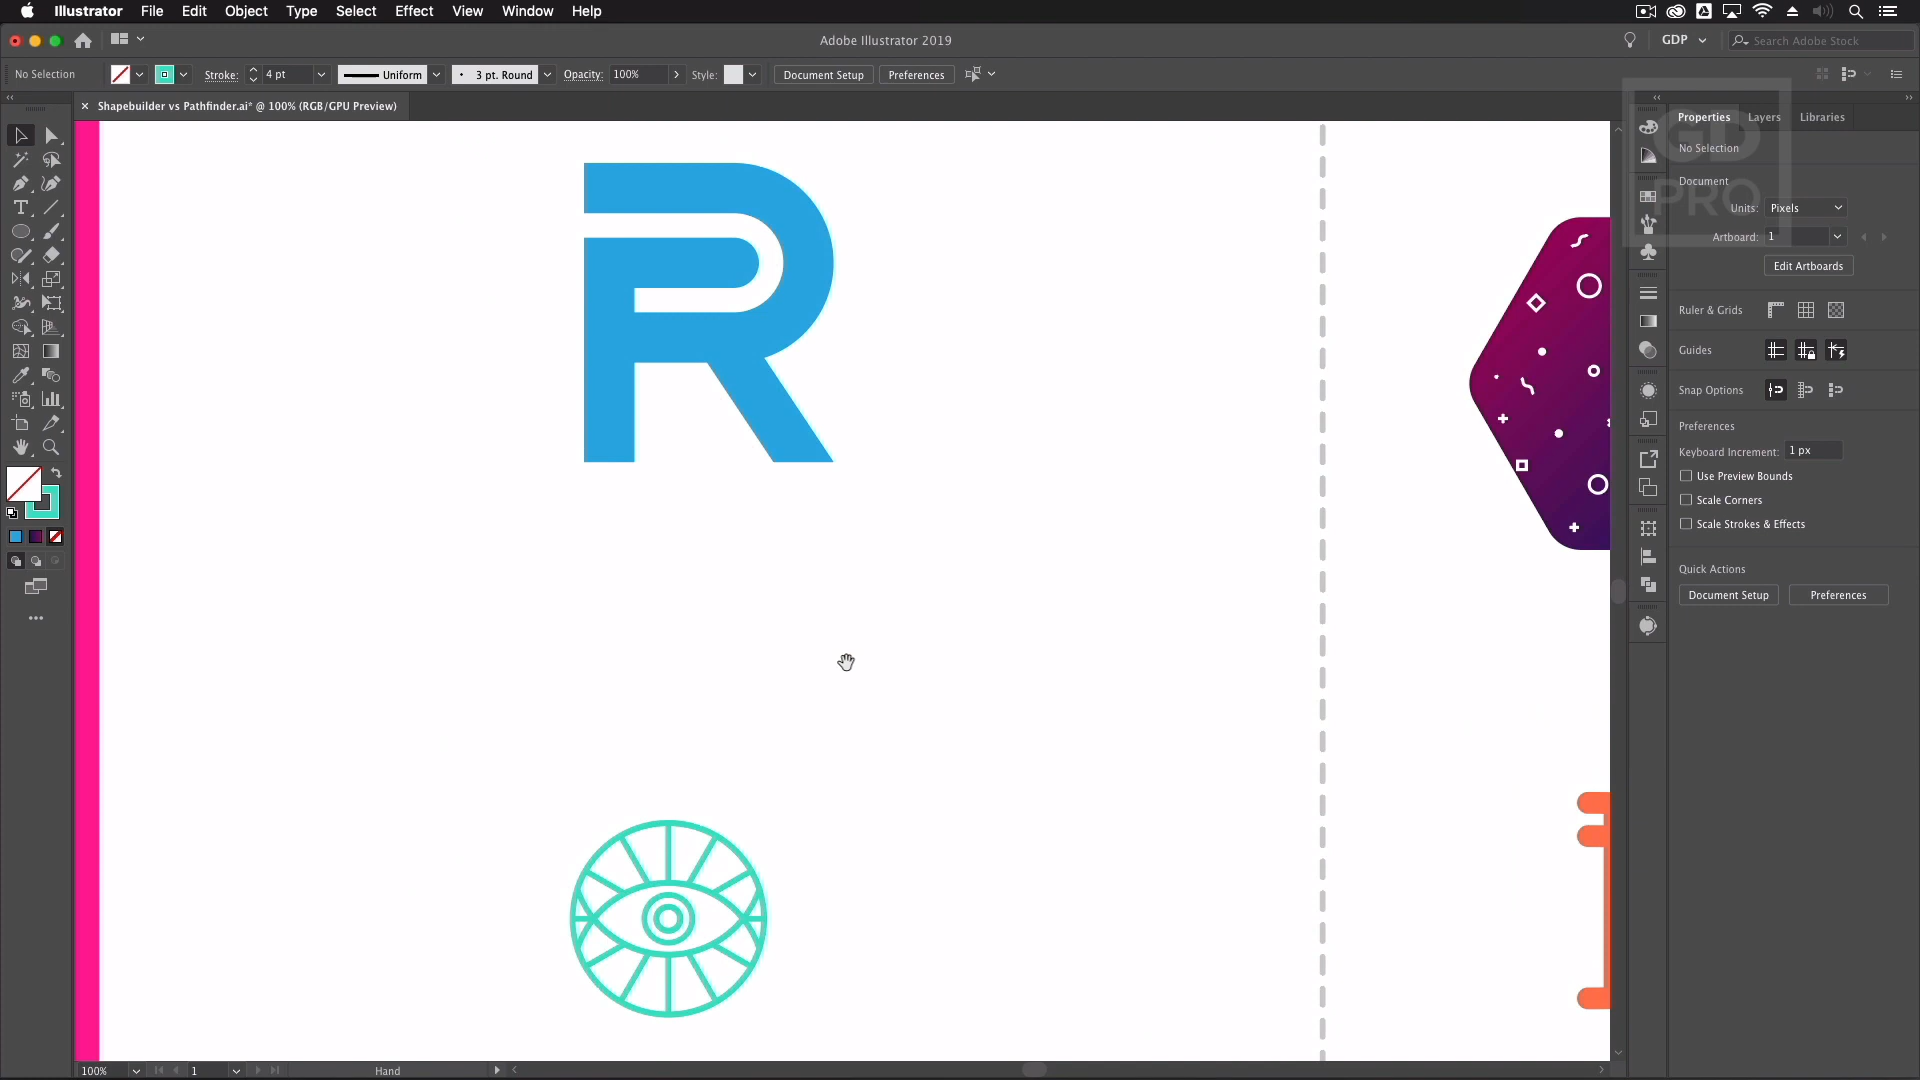 Illustrator File Edit Object Type Select Effect View Window Help
Adobe Illustrator 2019
GDP
Search Adobe Stock
No Selection
Stroke: 4 pt
Uniform
3 pt. Round
Opacity: 100%
Style:
Document Setup
Preferences
× Shapebuilder vs Pathfinder.ai* @ 100% (RGB/GPU Preview)
R
GD
PRO
Properties Layers Libraries
No Selection
Document
Units: Pixels
Artboard: 1
Edit Artboards
Ruler & Grids
Guides
Snap Options
Preferences
Keyboard Increment: 1 px
Use Preview Bounds
Scale Corners
Scale Strokes & Effects
Quick Actions
Document Setup
Preferences
100%
1
Hand